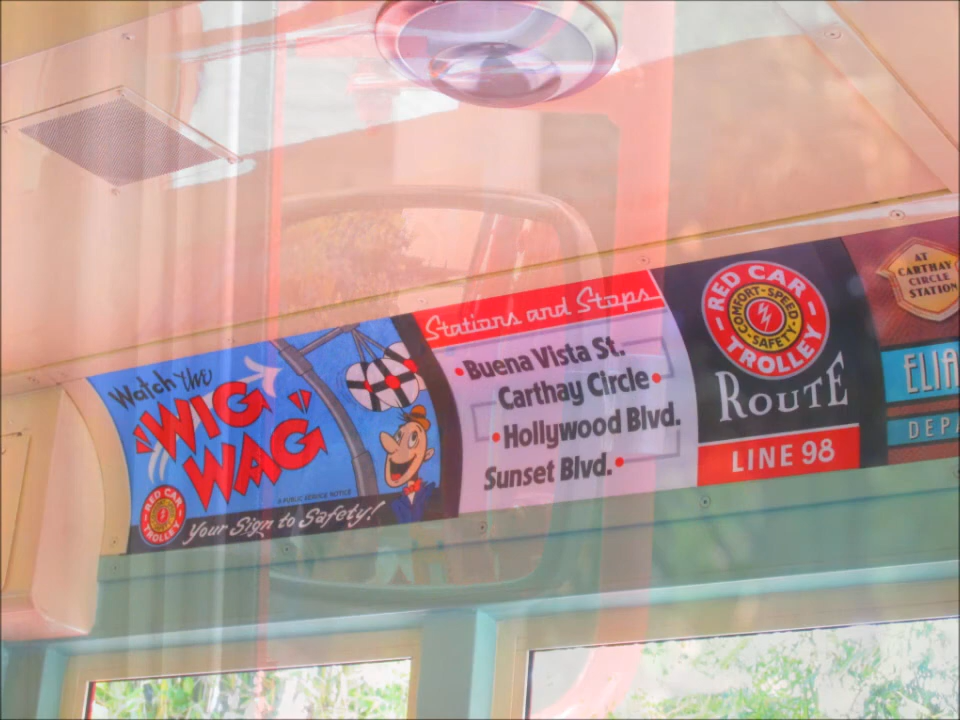 Watch the
WIG
WAG
A PUBLIC SERVICE NOTICE
RED CAR
TROLLEY
Your Sign to Safety!
Stations and Stops
•Buena Vista St.
Carthay Circle•
•Hollywood Blvd.
Sunset Blvd.•
RED CAR
COMFORT-SPEED
-SAFETY-
TROLLEY
ROUTE
LINE 98
AT
CARTHAY
CIRCLE
STATION